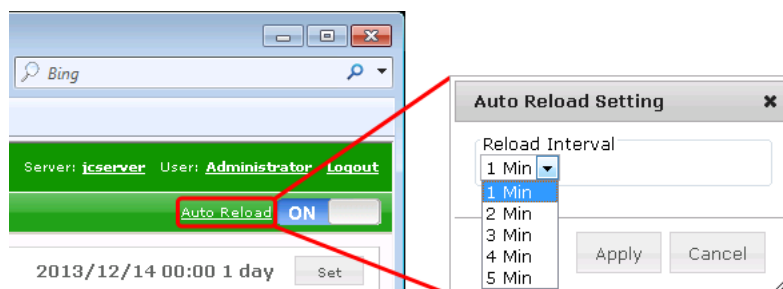 Bing
Server: jcserver User: Administrator Logout
Auto Reload ON
2013/12/14 00:00 1 day Set
Auto Reload Setting
Reload Interval
1 Min
1 Min
2 Min
3 Min
4 Min
5 Min
Apply Cancel